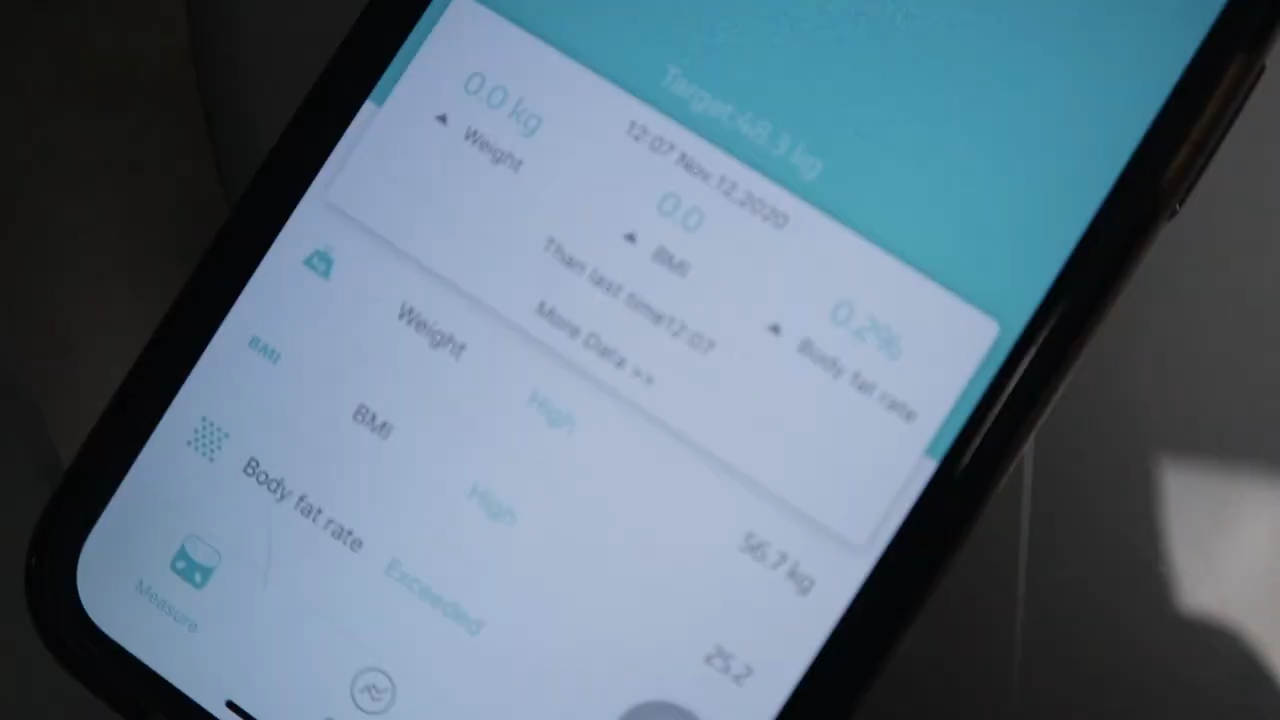 Target:48.3 kg
12:07 Nov.12,2020
0.0 kg
Weight
0.0
BMI
0.2%
Body fat rate
Than last time12:07
More Data >>
Weight
High
56.7 kg
BMI
BMI
High
25.2
Body fat rate
Exceeded
Measure